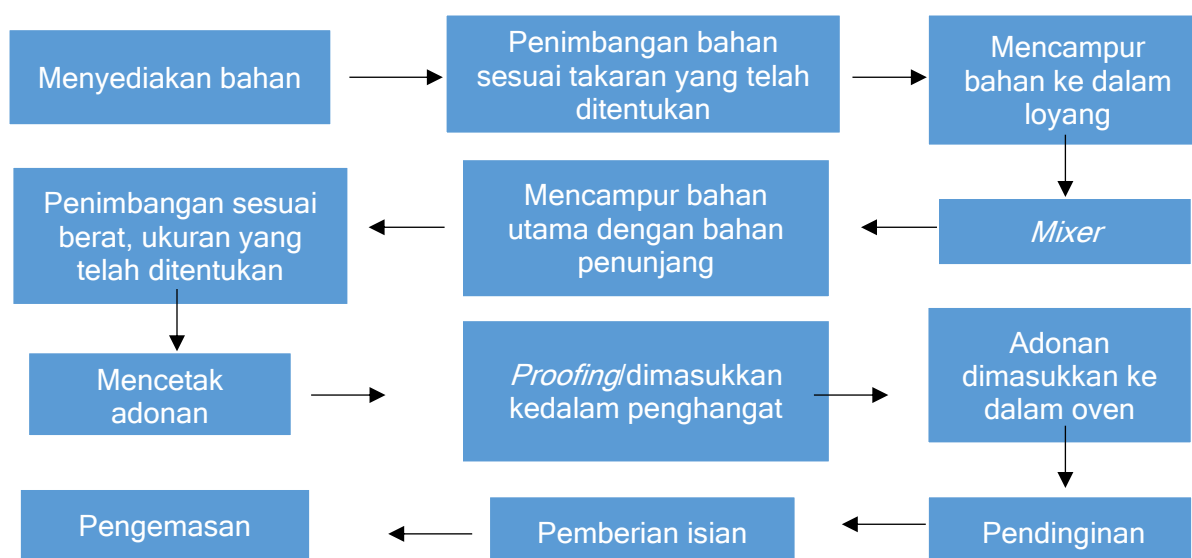 Menyediakan bahan
Penimbangan bahan
sesuai takaran yang telah
ditentukan
Mencampur
bahan ke dalam
loyang
Mixer
Mencampur bahan
utama dengan bahan
penunjang
Penimbangan sesuai
berat, ukuran yang
telah ditentukan
Mencetak
adonan
Proofing/dimasukkan
kedalam penghangat
Adonan
dimasukkan ke
dalam oven
Pendinginan
Pemberian isian
Pengemasan